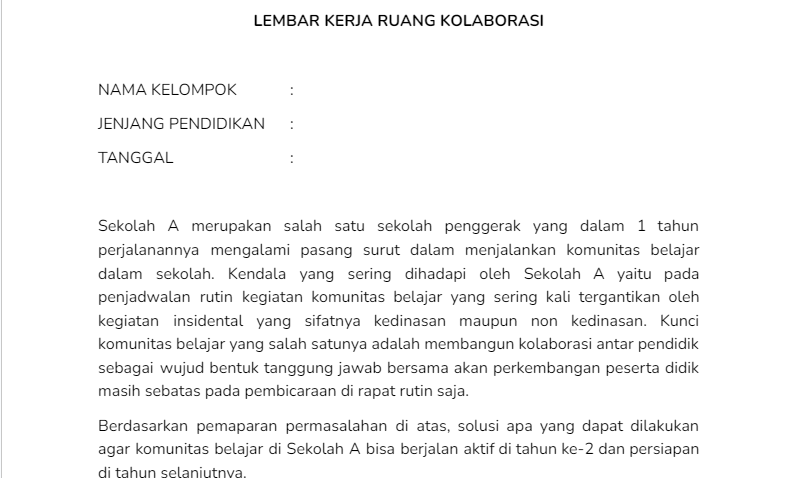 LEMBAR KERJA RUANG KOLABORASI
NAMA KELOMPOK :
JENJANG PENDIDIKAN :
TANGGAL :
Sekolah A merupakan salah satu sekolah penggerak yang dalam 1 tahun
perjalanannya mengalami pasang surut dalam menjalankan komunitas belajar
dalam sekolah. Kendala yang sering dihadapi oleh Sekolah A yaitu pada
penjadwalan rutin kegiatan komunitas belajar yang sering kali tergantikan oleh
kegiatan insidental yang sifatnya kedinasan maupun non kedinasan. Kunci
komunitas belajar yang salah satunya adalah membangun kolaborasi antar pendidik
sebagai wujud bentuk tanggung jawab bersama akan perkembangan peserta didik
masih sebatas pada pembicaraan di rapat rutin saja.
Berdasarkan pemaparan permasalahan di atas, solusi apa yang dapat dilakukan
agar komunitas belajar di Sekolah A bisa berjalan aktif di tahun ke-2 dan persiapan
di tahun selanjutnya.